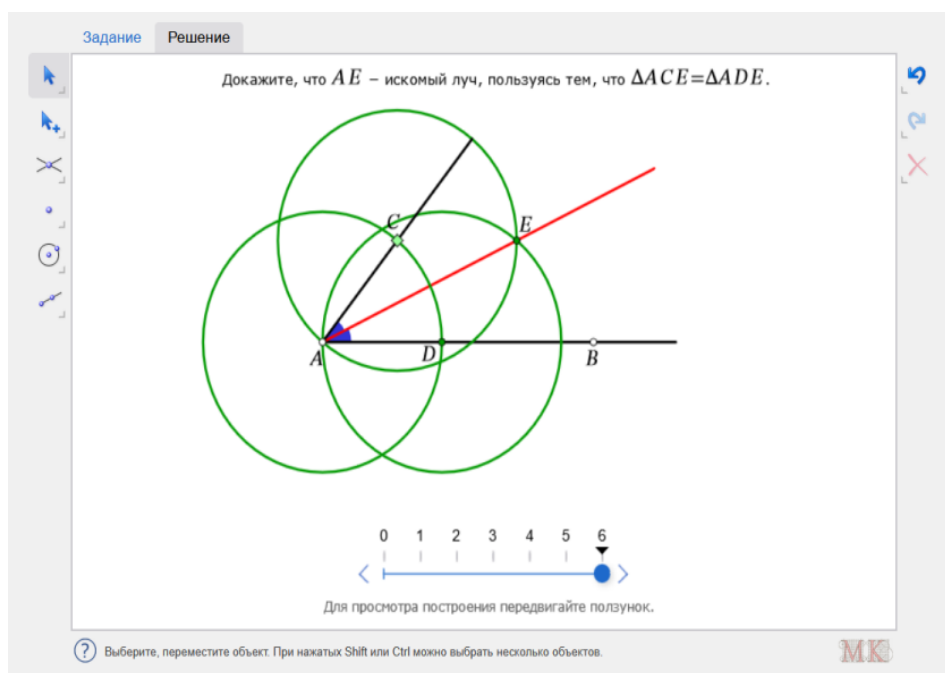 Задание Решение
Докажите, что AE – искомый луч, пользуясь тем, что ΔACE=ΔADE.
C
E
A
D
B
0 1 2 3 4 5 6
Для просмотра построения передвигайте ползунок.
? Выберите, переместите объект. При нажатых Shift или Ctrl можно выбрать несколько объектов.
МК